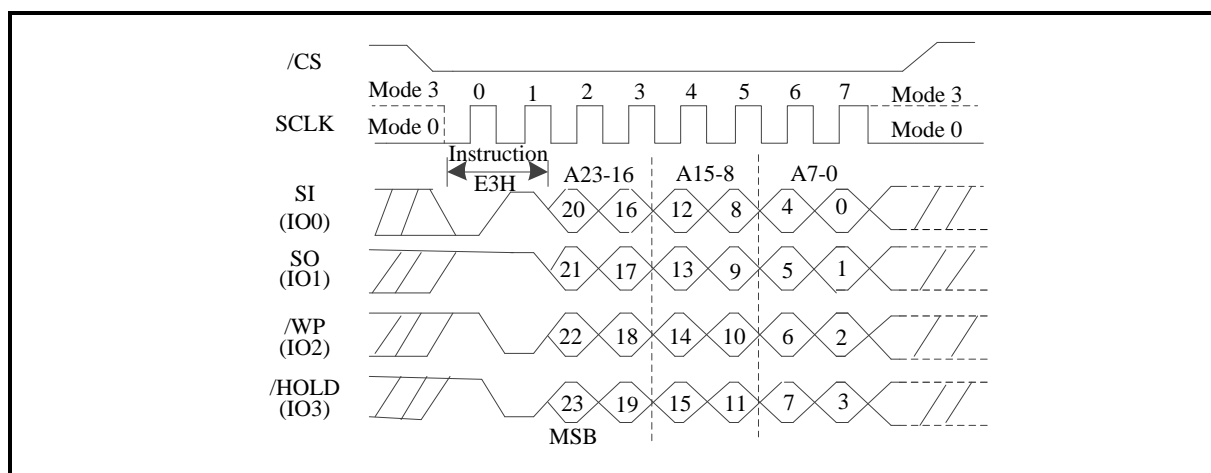 /CS
Mode 3 0 1 2 3 4 5 6 7 Mode 3
SCLK Mode 0 Mode 0
Instruction
E3H A23-16 A15-8 A7-0
SI
(IO0) 20 16 12 8 4 0
SO
(IO1) 21 17 13 9 5 1
/WP
(IO2) 22 18 14 10 6 2
/HOLD
(IO3) 23 19 15 11 7 3
MSB